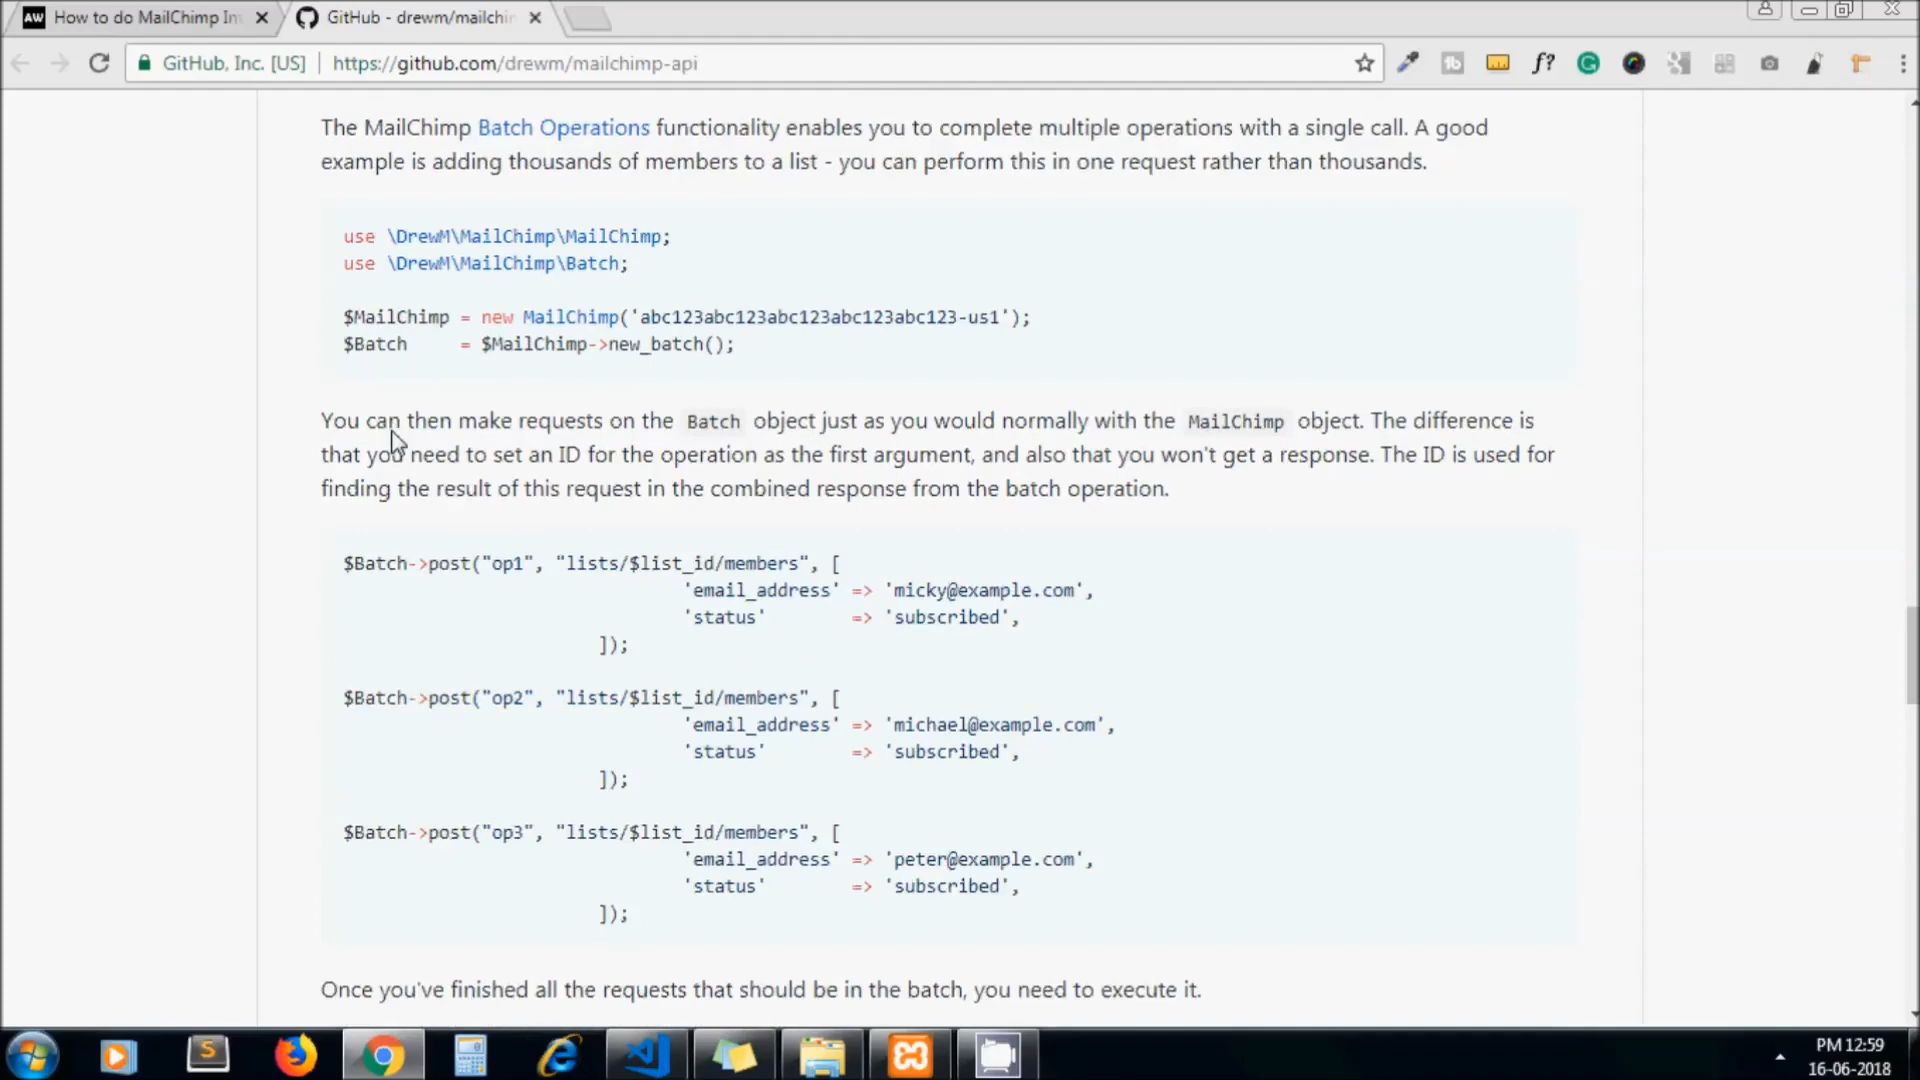 How to do MailChimp In
GitHub - drewm/mailchim
GitHub, Inc. [US] | https://github.com/drewm/mailchimp-api
The MailChimp Batch Operations functionality enables you to complete multiple operations with a single call. A good
example is adding thousands of members to a list - you can perform this in one request rather than thousands.
use \DrewM\MailChimp\MailChimp;
use \DrewM\MailChimp\Batch;
$MailChimp = new MailChimp('abc123abc123abc123abc123abc123-us1');
$Batch     = $MailChimp->new_batch();
You can then make requests on the Batch object just as you would normally with the MailChimp object. The difference is
that you need to set an ID for the operation as the first argument, and also that you won't get a response. The ID is used for
finding the result of this request in the combined response from the batch operation.
$Batch->post("op1", "lists/$list_id/members", [
'email_address' => 'micky@example.com',
'status'        => 'subscribed',
]);
$Batch->post("op2", "lists/$list_id/members", [
'email_address' => 'michael@example.com',
'status'        => 'subscribed',
]);
$Batch->post("op3", "lists/$list_id/members", [
'email_address' => 'peter@example.com',
'status'        => 'subscribed',
]);
Once you've finished all the requests that should be in the batch, you need to execute it.
PM 12:59
16-06-2018